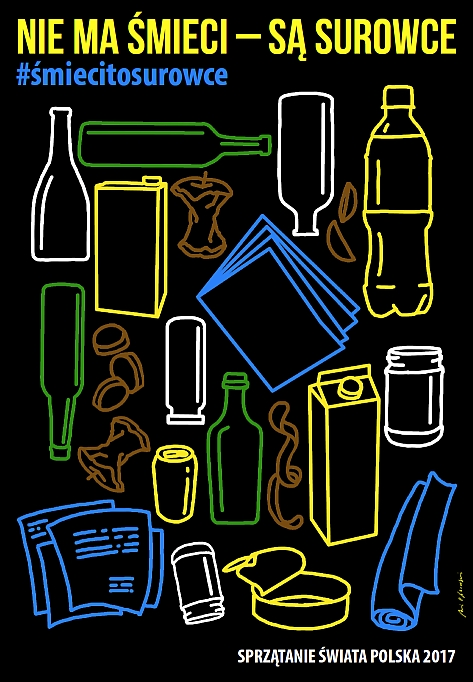 NIE MA ŚMIECI – SĄ SUROWCE
#śmiecitosurowce
SPRZĄTANIE ŚWIATA POLSKA 2017